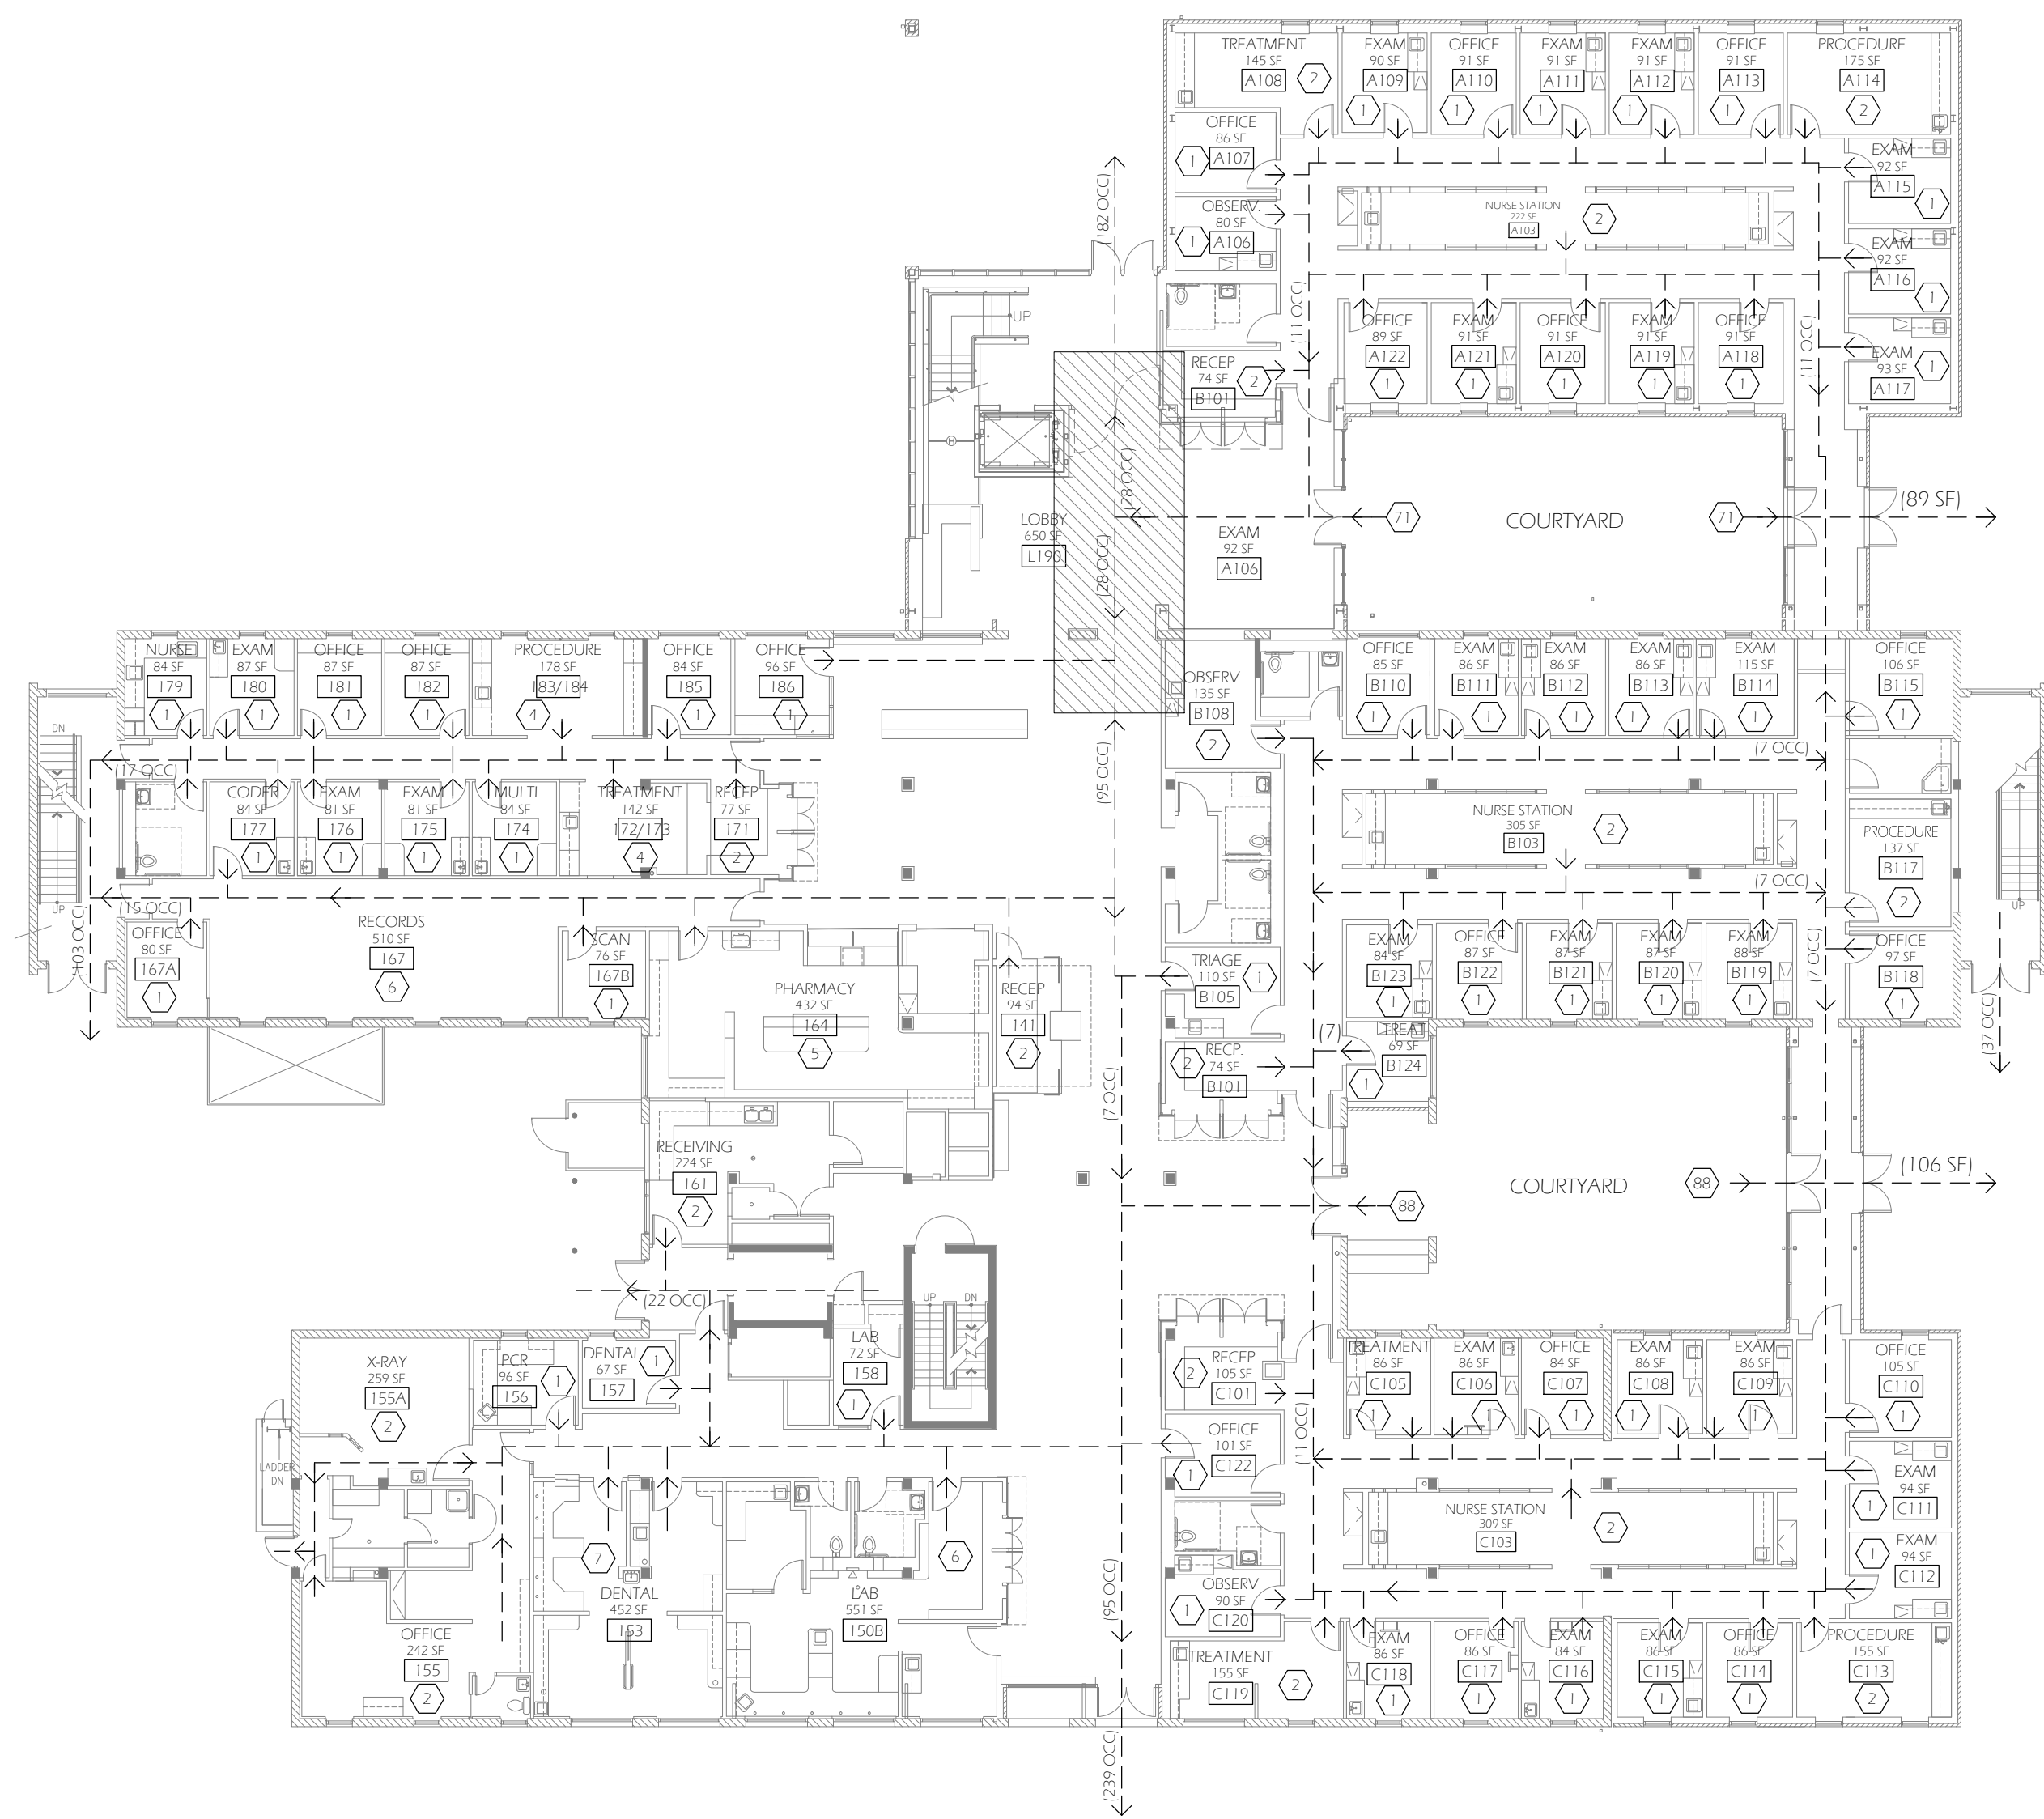 TREATMENT
145 SF
A108
2
EXAM
90 SF
A109
1
OFFICE
91 SF
A110
1
EXAM
91 SF
A111
1
EXAM
91 SF
A112
1
OFFICE
91 SF
A113
1
PROCEDURE
175 SF
A114
2
OFFICE
86 SF
A107
1
EXAM
92 SF
A115
1
OBSERV.
80 SF
A106
1
NURSE STATION
222 SF
A103
2
EXAM
92 SF
A116
1
(182 OCC)
(11 OCC)
(11 OCC)
UP
RECEP
74 SF
B101
2
OFFICE
89 SF
A122
1
EXAM
91 SF
A121
1
OFFICE
91 SF
A120
1
EXAM
91 SF
A119
1
OFFICE
91 SF
A118
1
EXAM
93 SF
A117
1
(28 OCC)
LOBBY
650 SF
L190
(28 OCC)
EXAM
92 SF
A106
71
COURTYARD
71
(89 SF)
NURSE
84 SF
179
1
EXAM
87 SF
180
1
OFFICE
87 SF
181
1
OFFICE
87 SF
182
1
PROCEDURE
178 SF
183/184
4
OFFICE
84 SF
185
1
OFFICE
96 SF
186
1
OBSERV
135 SF
B108
2
OFFICE
85 SF
B110
1
EXAM
86 SF
B111
1
EXAM
86 SF
B112
1
EXAM
86 SF
B113
1
EXAM
115 SF
B114
1
OFFICE
106 SF
B115
1
DN
UP
(17 OCC)
(95 OCC)
(7 OCC)
CODER
84 SF
177
1
EXAM
81 SF
176
1
EXAM
81 SF
175
1
MULTI
84 SF
174
1
TREATMENT
142 SF
172/173
4
RECEP
77 SF
171
2
NURSE STATION
305 SF
B103
2
PROCEDURE
137 SF
B117
2
UP
(7 OCC)
(15 OCC)
(103 OCC)
OFFICE
80 SF
167A
1
RECORDS
510 SF
167
6
SCAN
76 SF
167B
1
PHARMACY
432 SF
164
5
RECEP
94 SF
141
2
TRIAGE
110 SF
B105
1
EXAM
84 SF
B123
1
OFFICE
87 SF
B122
1
EXAM
87 SF
B121
1
EXAM
87 SF
B120
1
EXAM
88 SF
B119
1
(7 OCC)
OFFICE
97 SF
B118
1
(37 OCC)
RECP.
74 SF
B101
2
(7)
TREAT
69 SF
B124
1
(7 OCC)
RECEIVING
224 SF
161
2
COURTYARD
88
88
(106 SF)
(22 OCC)
UP
DN
X-RAY
259 SF
155A
2
PCR
96 SF
156
1
DENTAL
67 SF
157
1
LAB
72 SF
158
1
RECEP
105 SF
C101
2
TREATMENT
86 SF
C105
1
EXAM
86 SF
C106
1
OFFICE
84 SF
C107
1
EXAM
86 SF
C108
1
EXAM
86 SF
C109
1
OFFICE
105 SF
C110
1
LADDER
DN
OFFICE
101 SF
C122
1
(11 OCC)
NURSE STATION
309 SF
C103
2
EXAM
94 SF
C111
1
EXAM
94 SF
C112
1
7
DENTAL
452 SF
153
6
LAB
551 SF
150B
OBSERV
90 SF
C120
1
(95 OCC)
OFFICE
242 SF
155
2
TREATMENT
155 SF
C119
2
EXAM
86 SF
C118
1
OFFICE
86 SF
C117
1
EXAM
84 SF
C116
1
EXAM
86 SF
C115
1
OFFICE
86 SF
C114
1
PROCEDURE
155 SF
C113
2
(239 OCC)